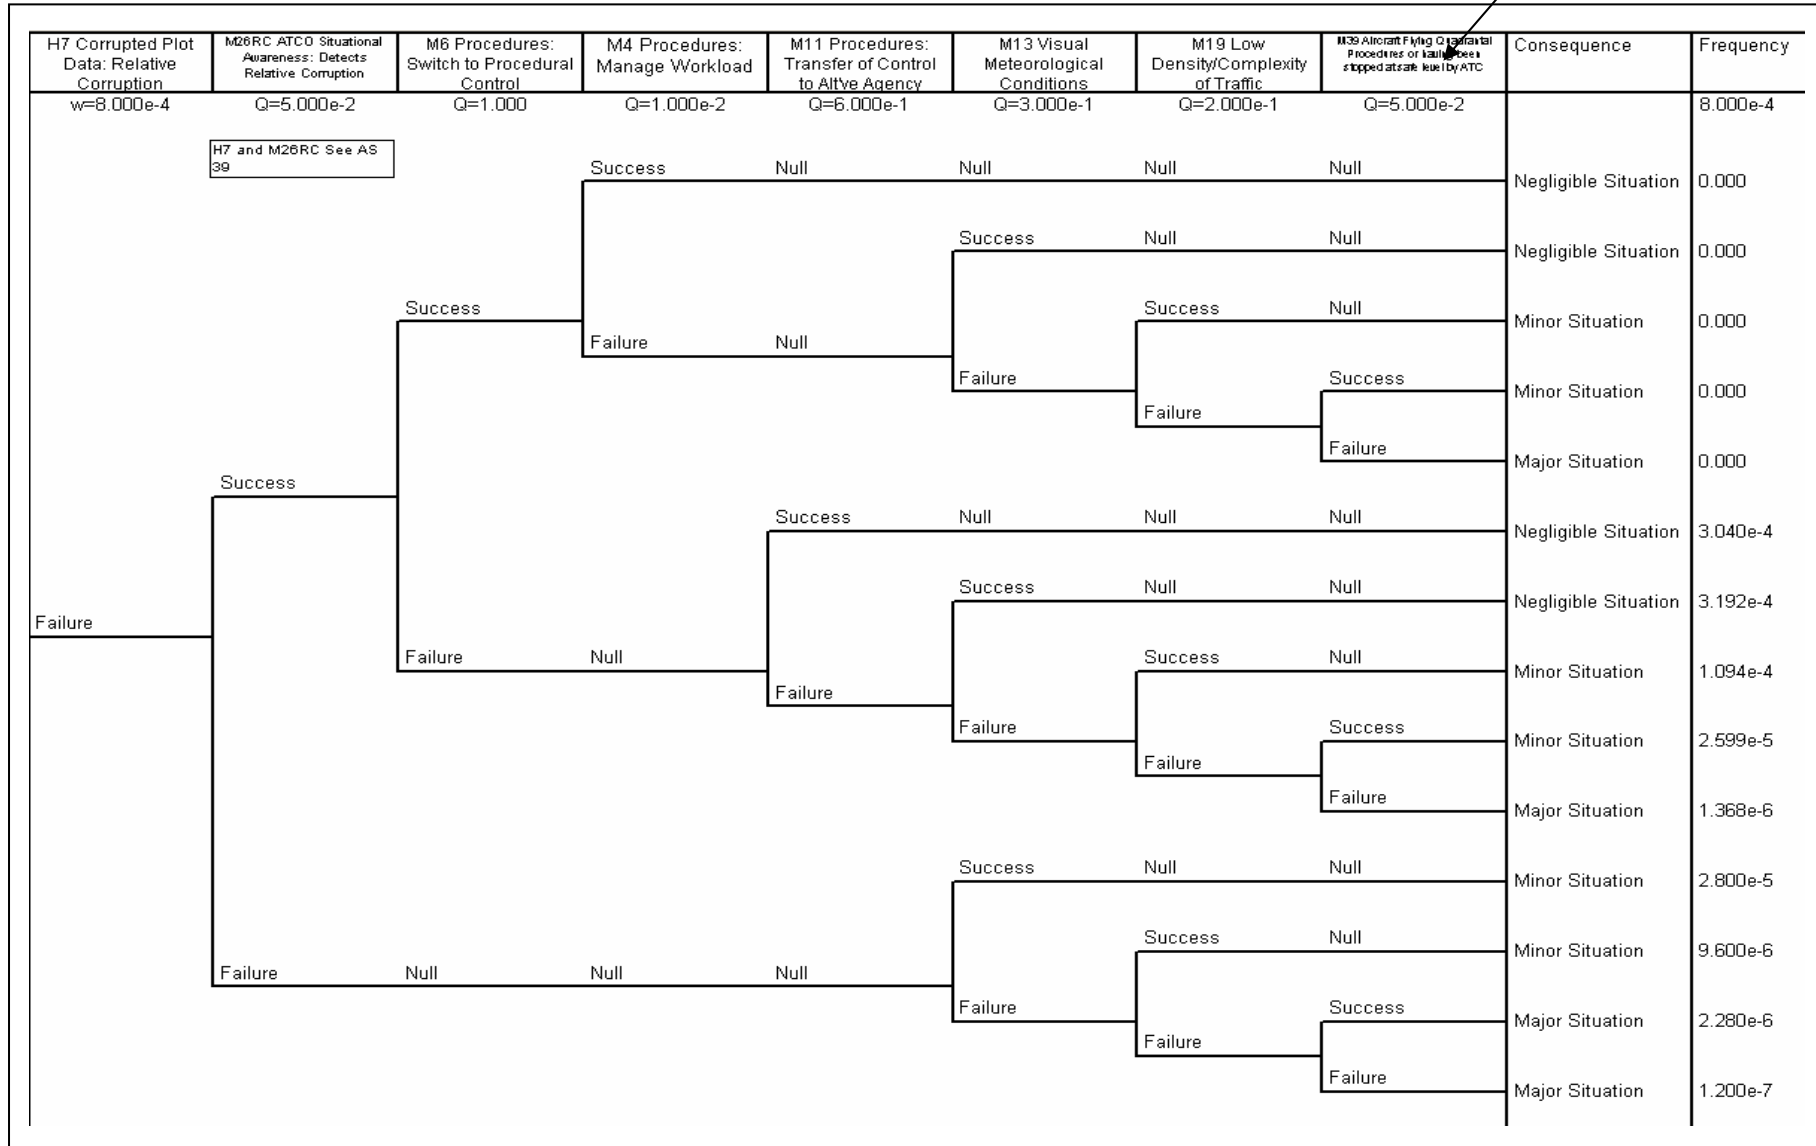 H7 Corrupted Plot
Data: Relative
Corruption
M26RC ATCO Situational
Awareness: Detects
Relative Corruption
M6 Procedures:
Switch to Procedural
Control
M4 Procedures:
Manage Workload
M11 Procedures:
Transfer of Control
to Alt've Agency
M13 Visual
Meteorological
Conditions
M19 Low
Density/Complexity
of Traffic
M39 Aircraft Flying Quadrantal
Procedures or been
stopped at safe level by ATC
Consequence
Frequency
w=8.000e-4
Q=5.000e-2
Q=1.000
Q=1.000e-2
Q=6.000e-1
Q=3.000e-1
Q=2.000e-1
Q=5.000e-2
8.000e-4
H7 and M26RC See AS
39
Success
Null
Null
Null
Null
Negligible Situation
0.000
Success
Null
Null
Negligible Situation
0.000
Success
Success
Null
Minor Situation
0.000
Failure
Null
Failure
Success
Minor Situation
0.000
Failure
Failure
Major Situation
0.000
Success
Success
Null
Null
Null
Negligible Situation
3.040e-4
Success
Null
Null
Negligible Situation
3.192e-4
Failure
Failure
Null
Success
Null
Minor Situation
1.094e-4
Failure
Failure
Success
Minor Situation
2.599e-5
Failure
Failure
Major Situation
1.368e-6
Success
Null
Null
Minor Situation
2.800e-5
Success
Null
Minor Situation
9.600e-6
Failure
Null
Null
Null
Failure
Success
Major Situation
2.280e-6
Failure
Failure
Major Situation
1.200e-7